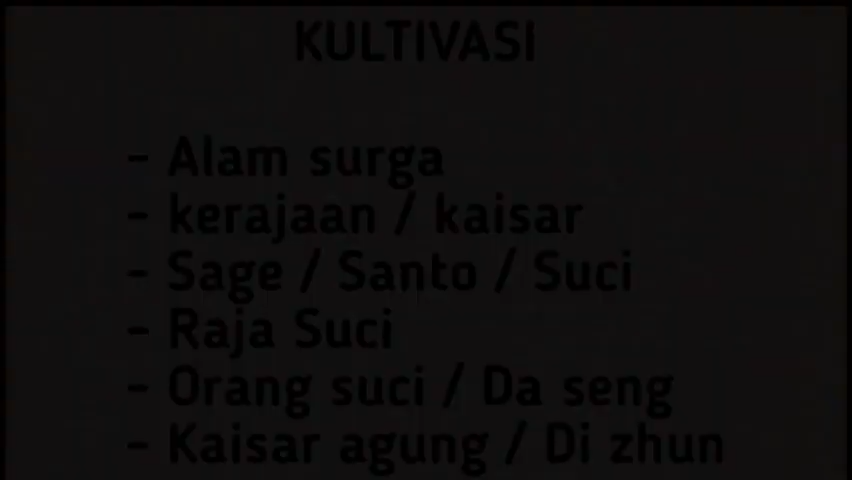 KULTIVASI
- Alam surga
- kerajaan / kaisar
- Sage / Santo / Suci
- Raja Suci
- Orang suci / Da seng
- Kaisar agung / Di zhun